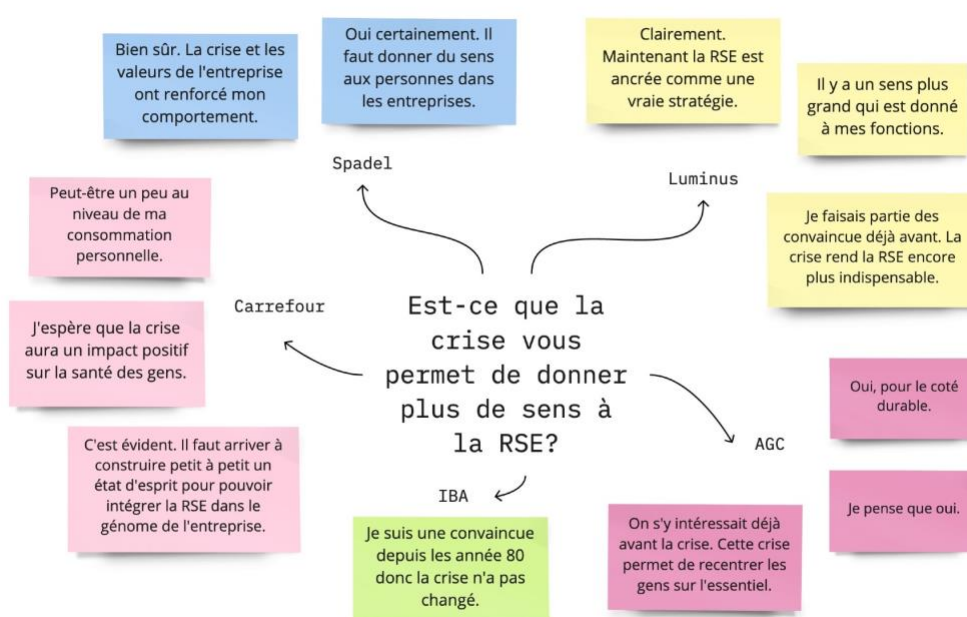 Bien sûr. La crise et les
valeurs de l'entreprise
ont renforcé mon
comportement.
Oui certainement. Il
faut donner du sens
aux personnes dans
les entreprises.
Spadel
Clairement.
Maintenant la RSE est
ancrée comme une
vraie stratégie.
Il y a un sens plus
grand qui est donné
à mes fonctions.
Luminus
Je faisais partie des
convaincue déjà avant. La
crise rend la RSE encore
plus indispensable.
Peut-être un peu au
niveau de ma
consommation
personnelle.
Carrefour
J'espère que la crise
aura un impact positif
sur la santé des gens.
C'est évident. Il faut arriver à
construire petit à petit un
état d'esprit pour pouvoir
intégrer la RSE dans le
génome de l'entreprise.
Est-ce que la
crise vous
permet de donner
plus de sens à
la RSE?
AGC
Oui, pour le coté
durable.
Je pense que oui.
On s'y intéressait déjà
avant la crise. Cette crise
permet de recentrer les
gens sur l'essentiel.
IBA
Je suis une convaincue
depuis les année 80
donc la crise n'a pas
changé.